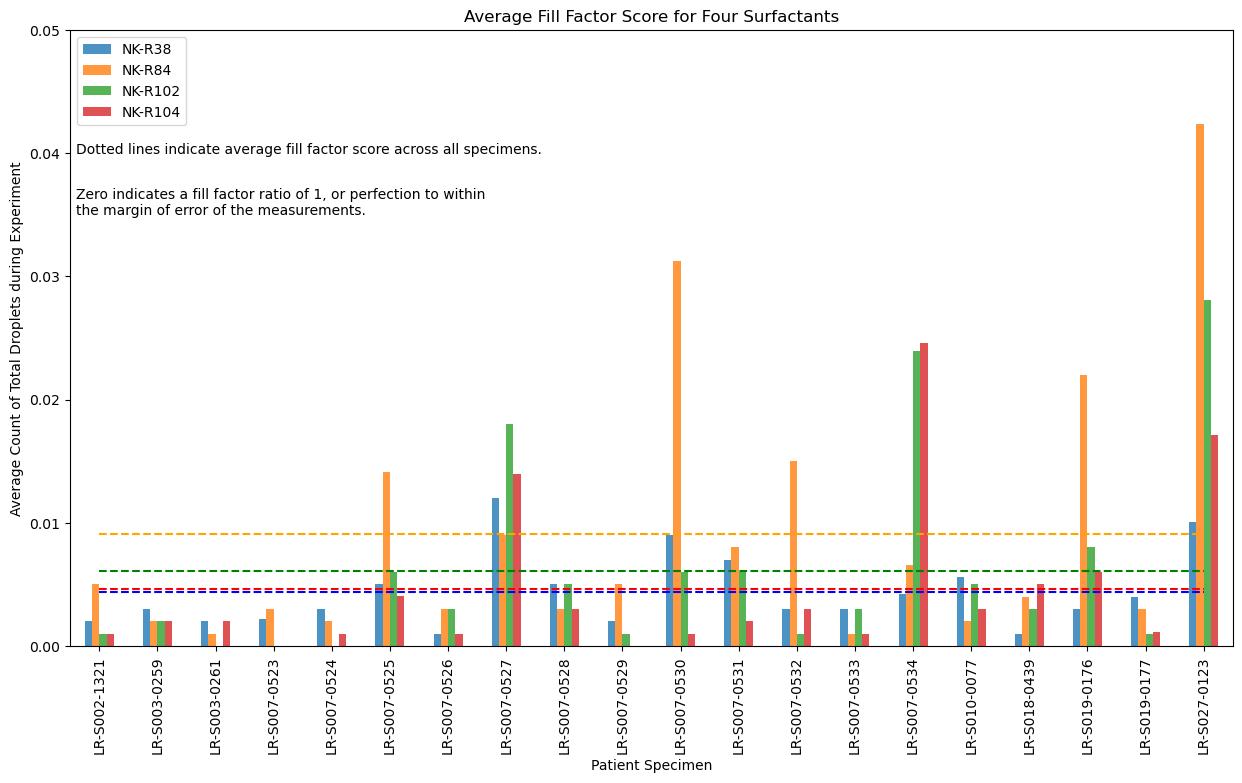 Average Fill Factor Score for Four Surfactants
NK-R38
NK-R84
NK-R102
NK-R104
Dotted lines indicate average fill factor score across all specimens.
Zero indicates a fill factor ratio of 1, or perfection to within
the margin of error of the measurements.
Average Count of Total Droplets during Experiment
0.05
0.04
0.03
0.02
0.01
0.00
LR-S002-1321
LR-S003-0259
LR-S003-0261
LR-S007-0523
LR-S007-0524
LR-S007-0525
LR-S007-0526
LR-S007-0527
LR-S007-0528
LR-S007-0529
LR-S007-0530
LR-S007-0531
LR-S007-0532
LR-S007-0533
LR-S007-0534
LR-S010-0077
LR-S018-0439
LR-S019-0176
LR-S019-0177
LR-S027-0123
Patient Specimen